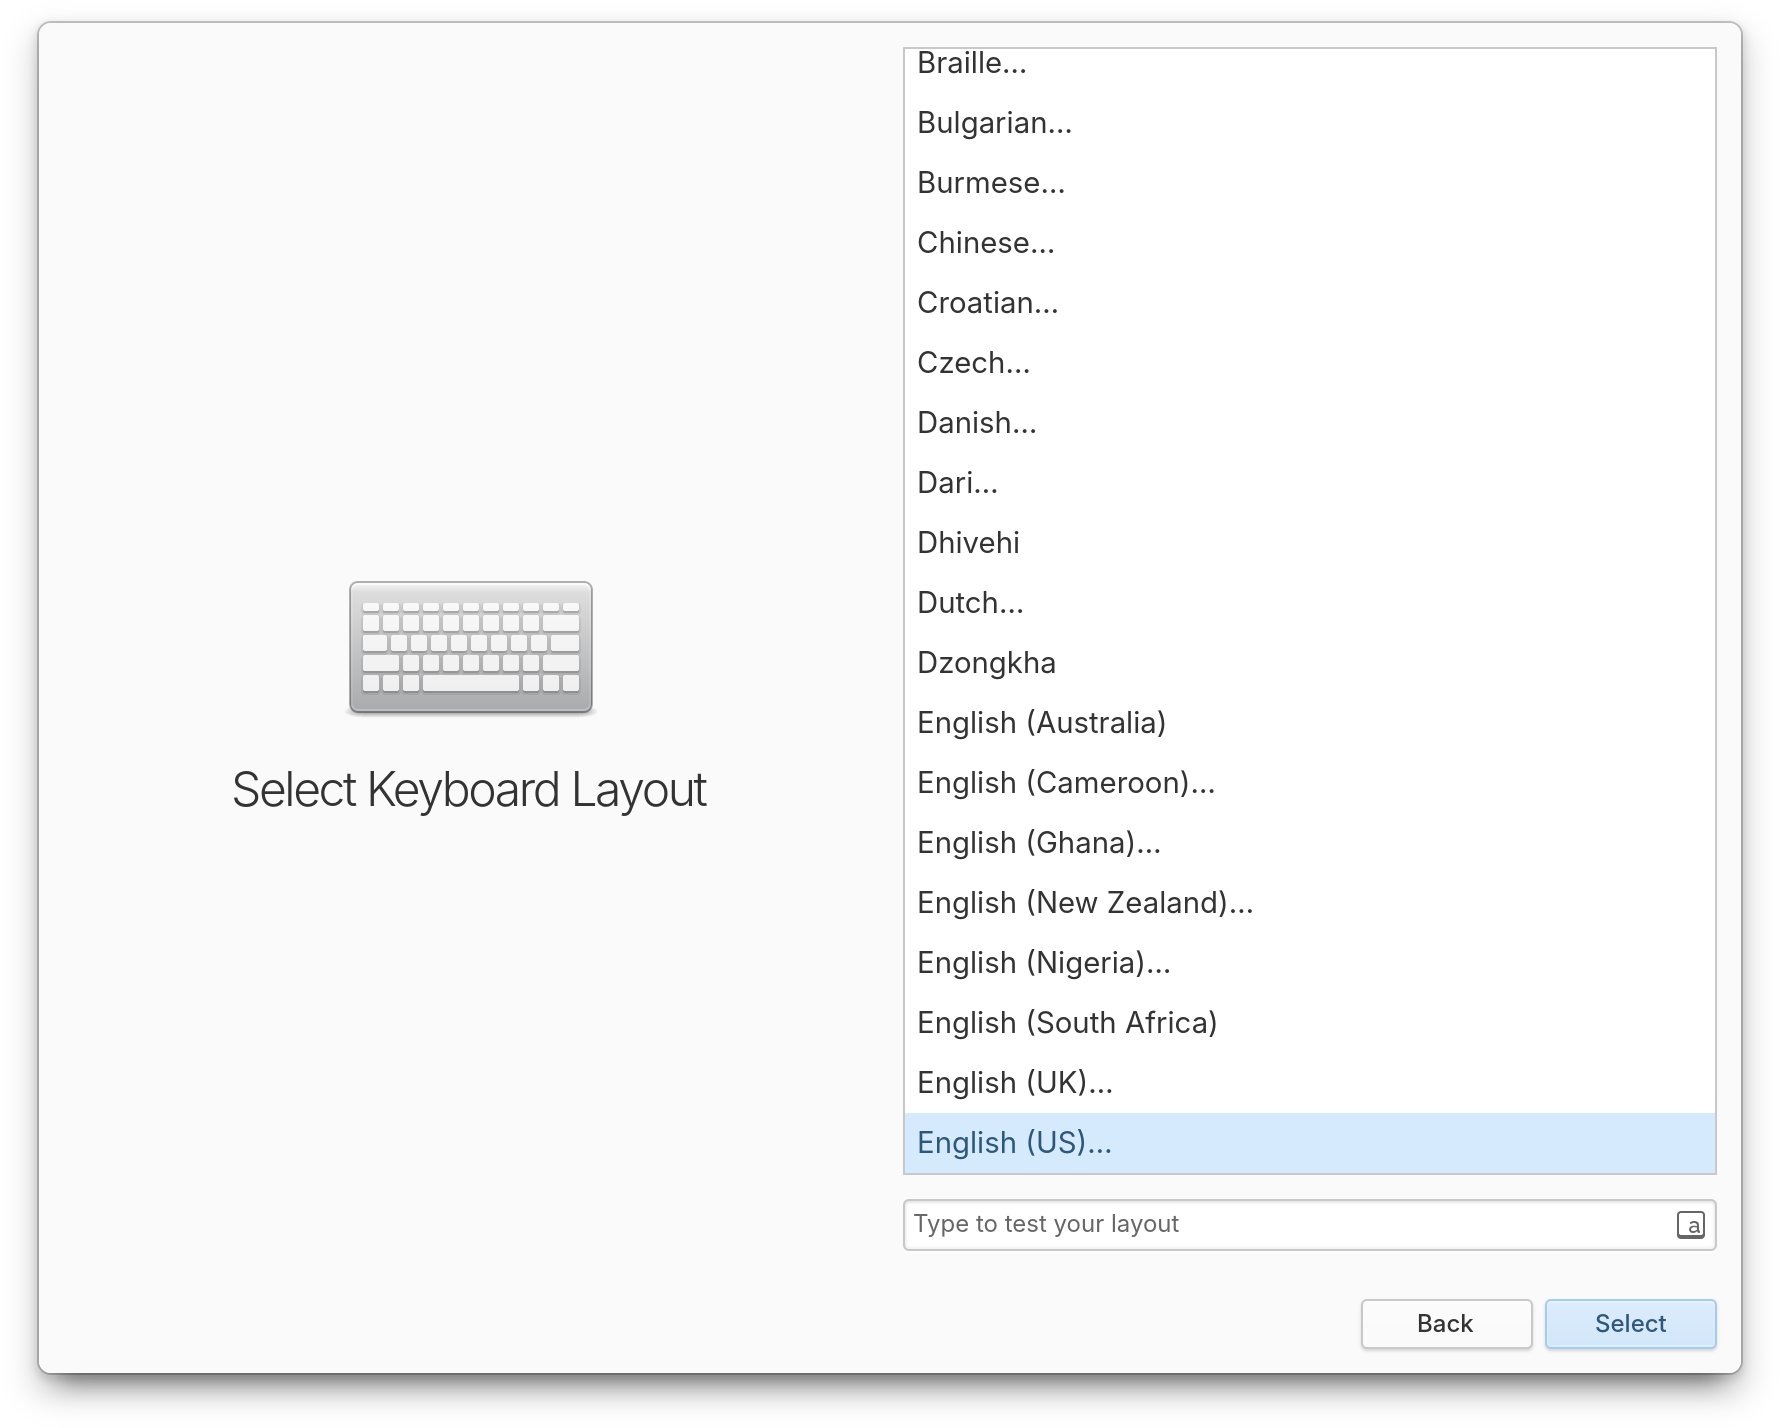 Braille…
Bulgarian…
Burmese…
Chinese…
Croatian…
Czech…
Danish…
Dari…
Dhivehi
Dutch…
Dzongkha
English (Australia)
English (Cameroon)…
English (Ghana)…
English (New Zealand)…
English (Nigeria)…
English (South Africa)
English (UK)…
English (US)…
Select Keyboard Layout
Type to test your layout
a
Back
Select